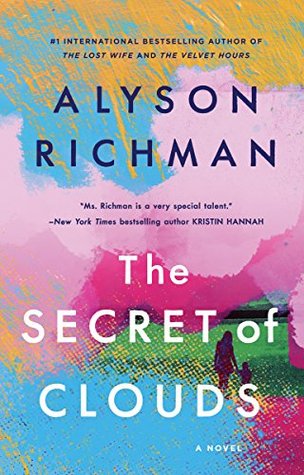 #1 INTERNATIONAL BESTSELLING AUTHOR OF
THE LOST WIFE AND THE VELVET HOURS
ALYSON
RICHMAN
"Ms. Richman is a very special talent."
–New York Times bestselling author KRISTIN HANNAH
The
SECRET of
CLOUDS
A NOVEL